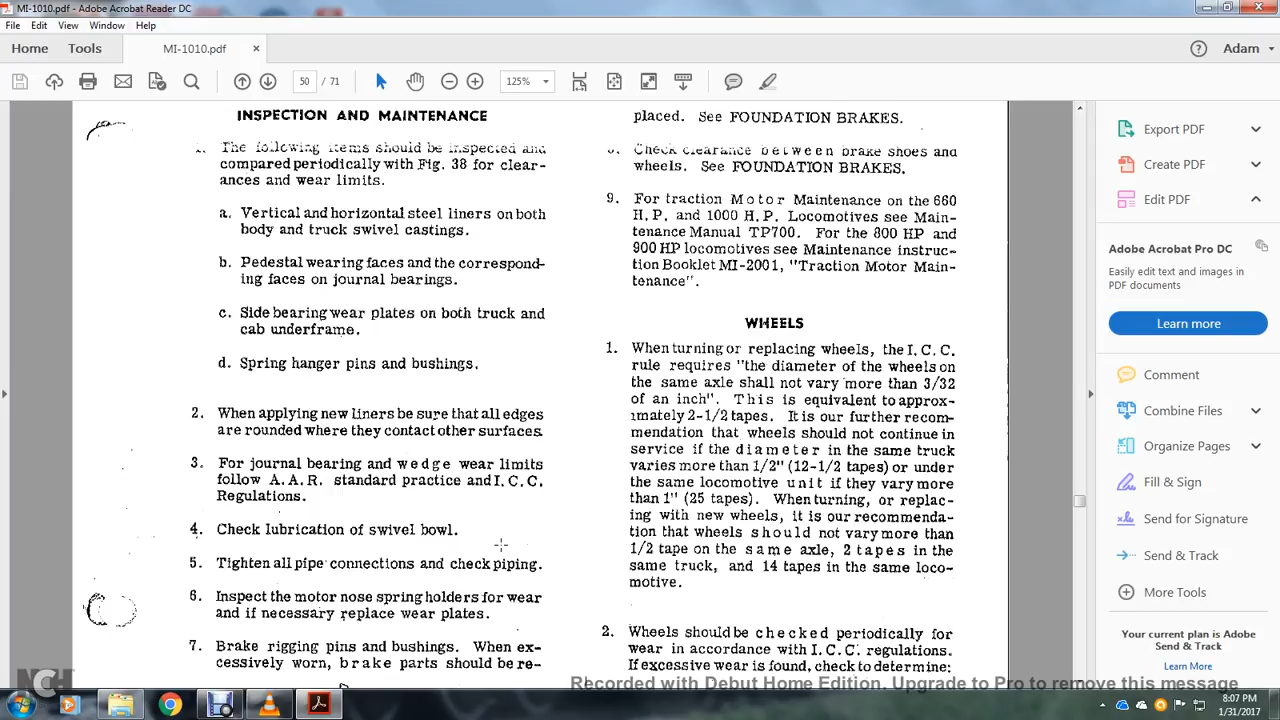 MI-1010.pdf - Adobe Acrobat Reader DC
File Edit View Window Help
Home Tools MI-1010.pdf × Adam
50 / 71 125%
INSPECTION AND MAINTENANCE
1. The following items should be inspected and
compared periodically with Fig. 38 for clear-
ances and wear limits.
a. Vertical and horizontal steel liners on both
body and truck swivel castings.
b. Pedestal wearing faces and the correspond-
ing faces on journal bearings.
c. Side bearing wear plates on both truck and
cab underframe.
d. Spring hanger pins and bushings.
2. When applying new liners be sure that all edges
are rounded where they contact other surfaces.
3. For journal bearing and wedge wear limits
follow A.A.R. standard practice and I.C.C.
Regulations.
4. Check lubrication of swivel bowl.
5. Tighten all pipe connections and check piping.
6. Inspect the motor nose spring holders for wear
and if necessary replace wear plates.
7. Brake rigging pins and bushings. When ex-
cessively worn, brake parts should be re-
placed. See FOUNDATION BRAKES.
8. Check clearance between brake shoes and
wheels. See FOUNDATION BRAKES.
9. For traction Motor Maintenance on the 660
H.P. and 1000 H.P. Locomotives see Main-
tenance Manual TP700. For the 800 HP and
900 HP locomotives see Maintenance instruc-
tion Booklet MI-2001, "Traction Motor Main-
tenance".
WHEELS
1. When turning or replacing wheels, the I.C.C.
rule requires "the diameter of the wheels on
the same axle shall not vary more than 3/32
of an inch". This is equivalent to approx-
imately 2-1/2 tapes. It is our further recom-
mendation that wheels should not continue in
service if the diameter in the same truck
varies more than 1/2" (12-1/2 tapes) or under
the same locomotive unit if they vary more
than 1" (25 tapes). When turning, or replac-
ing with new wheels, it is our recommenda-
tion that wheels should not vary more than
1/2 tape on the same axle, 2 tapes in the
same truck, and 14 tapes in the same loco-
motive.
2. Wheels should be checked periodically for
wear in accordance with I.C.C. regulations.
If excessive wear is found, check to determine:
Export PDF
Create PDF
Edit PDF
Adobe Acrobat Pro DC
Easily edit text and images in
PDF documents
Learn more
Comment
Combine Files
Organize Pages
Fill & Sign
Send for Signature
Send & Track
More Tools
Your current plan is Adobe
Send & Track
Learn More
Recorded with Debut Home Edition. Upgrade to Pro to remove this message
NCH
8:07 PM
1/31/2017